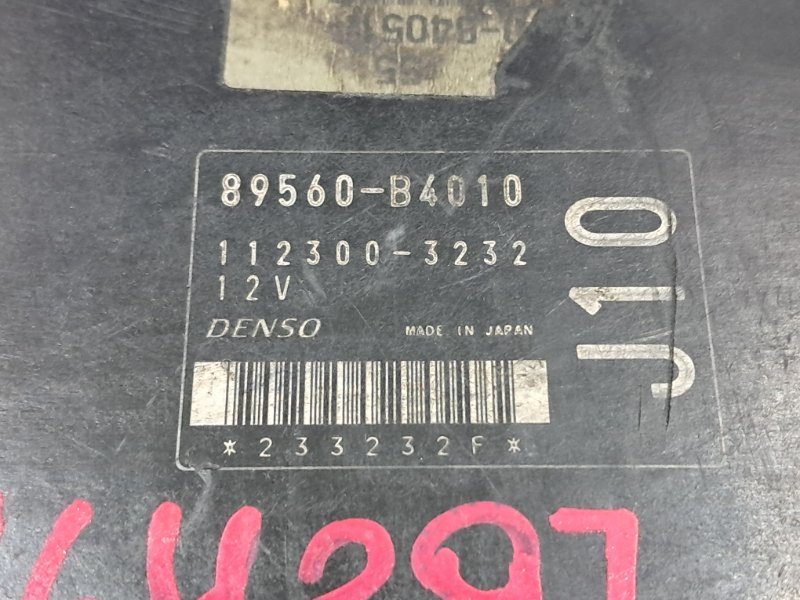 89560-B4010
112300-3232
12V
DENSO MADE IN JAPAN
*233232F*
J10